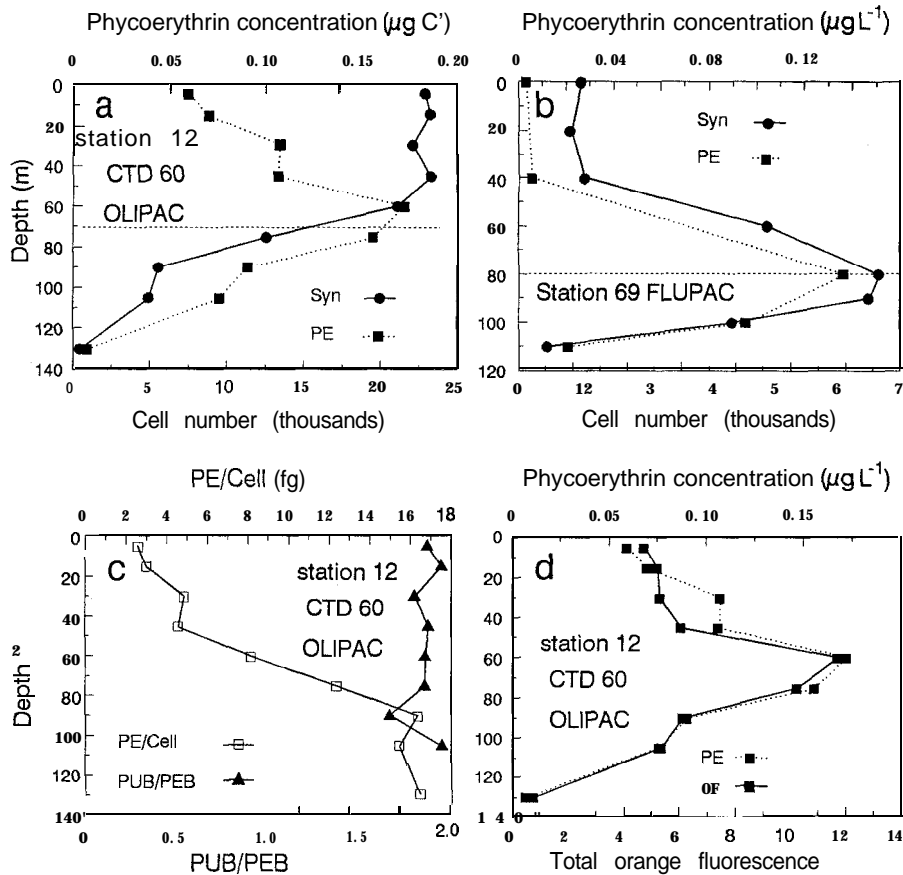 Phycoerythrin concentration (µg C’)
0 0.05 0.10 0.15 0.20
a
station 12
CTD 60
OLIPAC
Depth (m)
0
20
40
60
80
100
120
140
Syn
PE
0 5 10 15 20 25
Cell number (thousands)
Phycoerythrin concentration (µg L-1)
0 0.04 0.08 0.12
b
Syn
PE
Station 69 FLUPAC
0
20
40
60
80
100
120
0 12 3 4 5 6 7
Cell number (thousands)
PE/Cell (fg)
0 2 4 6 8 10 12 14 16 18
c
station 12
CTD 60
OLIPAC
Depth 2
0
20
40
60
80
100
120
140'
PE/Cell
PUB/PEB
0 0.5 1.0 1.5 2.0
PUB/PEB
Phycoerythrin concentration (µg L-1)
0 0.05 0.10 0.15
d
station 12
CTD 60
OLIPAC
0
20
40
60
80
100
120
1 4 0
PE
OF
0 2 4 6 8 10 12 14
Total orange fluorescence